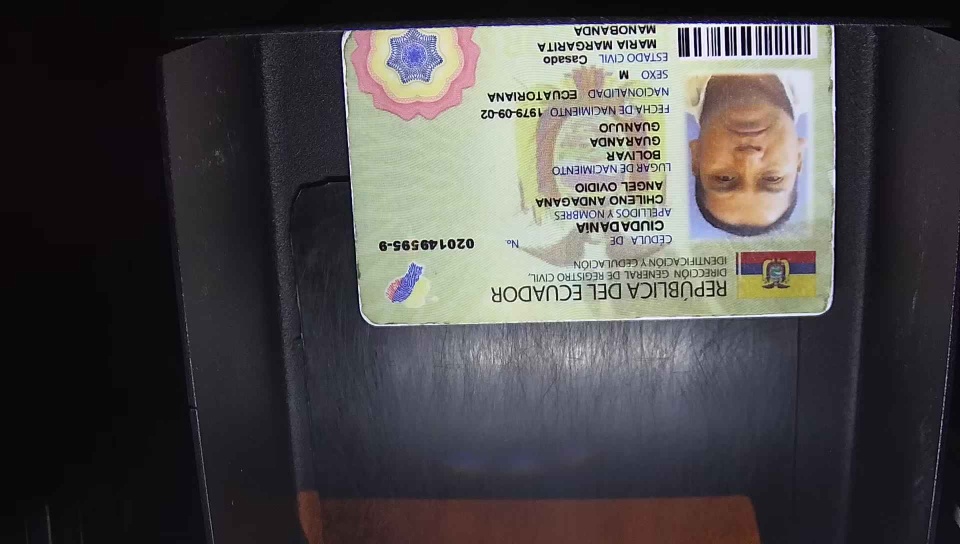 REPÚBLICA DEL ECUADOR
DIRECCIÓN GENERAL DE REGISTRO CIVIL,
IDENTIFICACIÓN Y CEDULACIÓN
CÉDULA DE No. 020149595-9
CIUDADANÍA
APELLIDOS Y NOMBRES
CHILENO ANDAGANA
ANGEL OVIDIO
LUGAR DE NACIMIENTO
BOLIVAR
GUARANDA
GUANUJO
FECHA DE NACIMIENTO 1979-09-02
NACIONALIDAD ECUATORIANA
SEXO M
ESTADO CIVIL Casado
MARIA MARGARITA
MANOBANDA